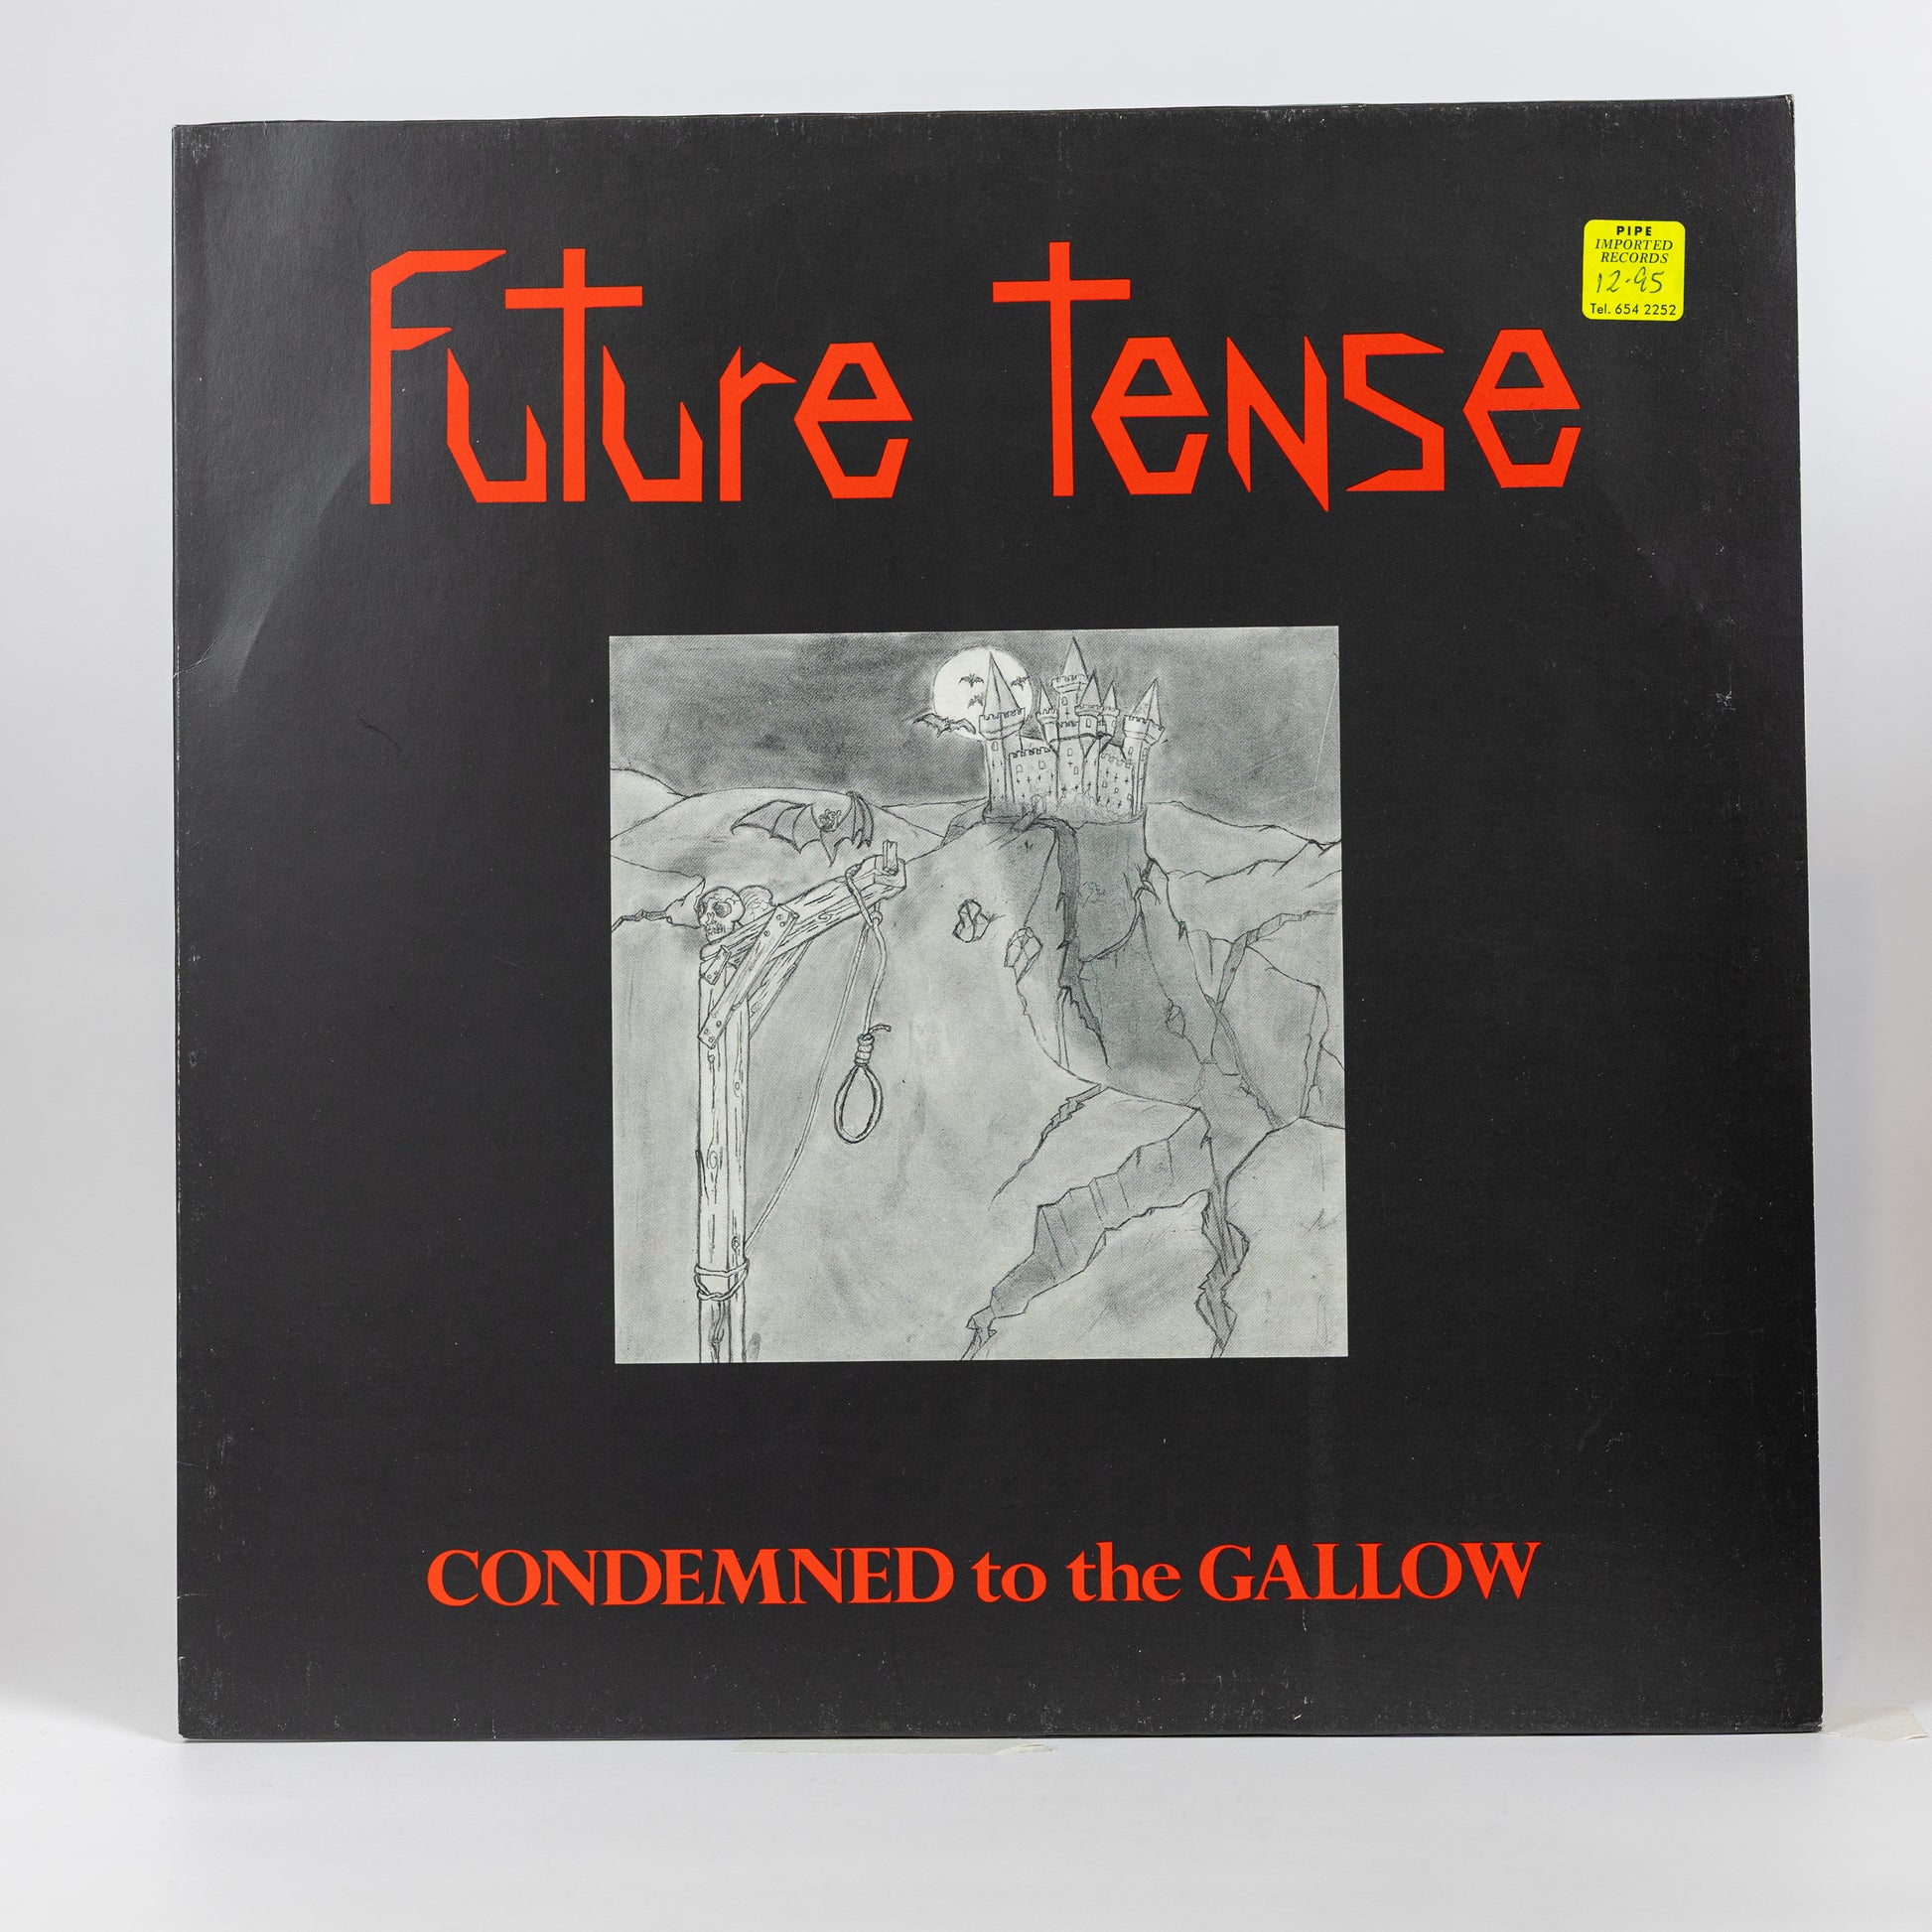 Future Tense
PIPE
IMPORTED
RECORDS
12.95
Tel. 654 2252
CONDEMNED to the GALLOW